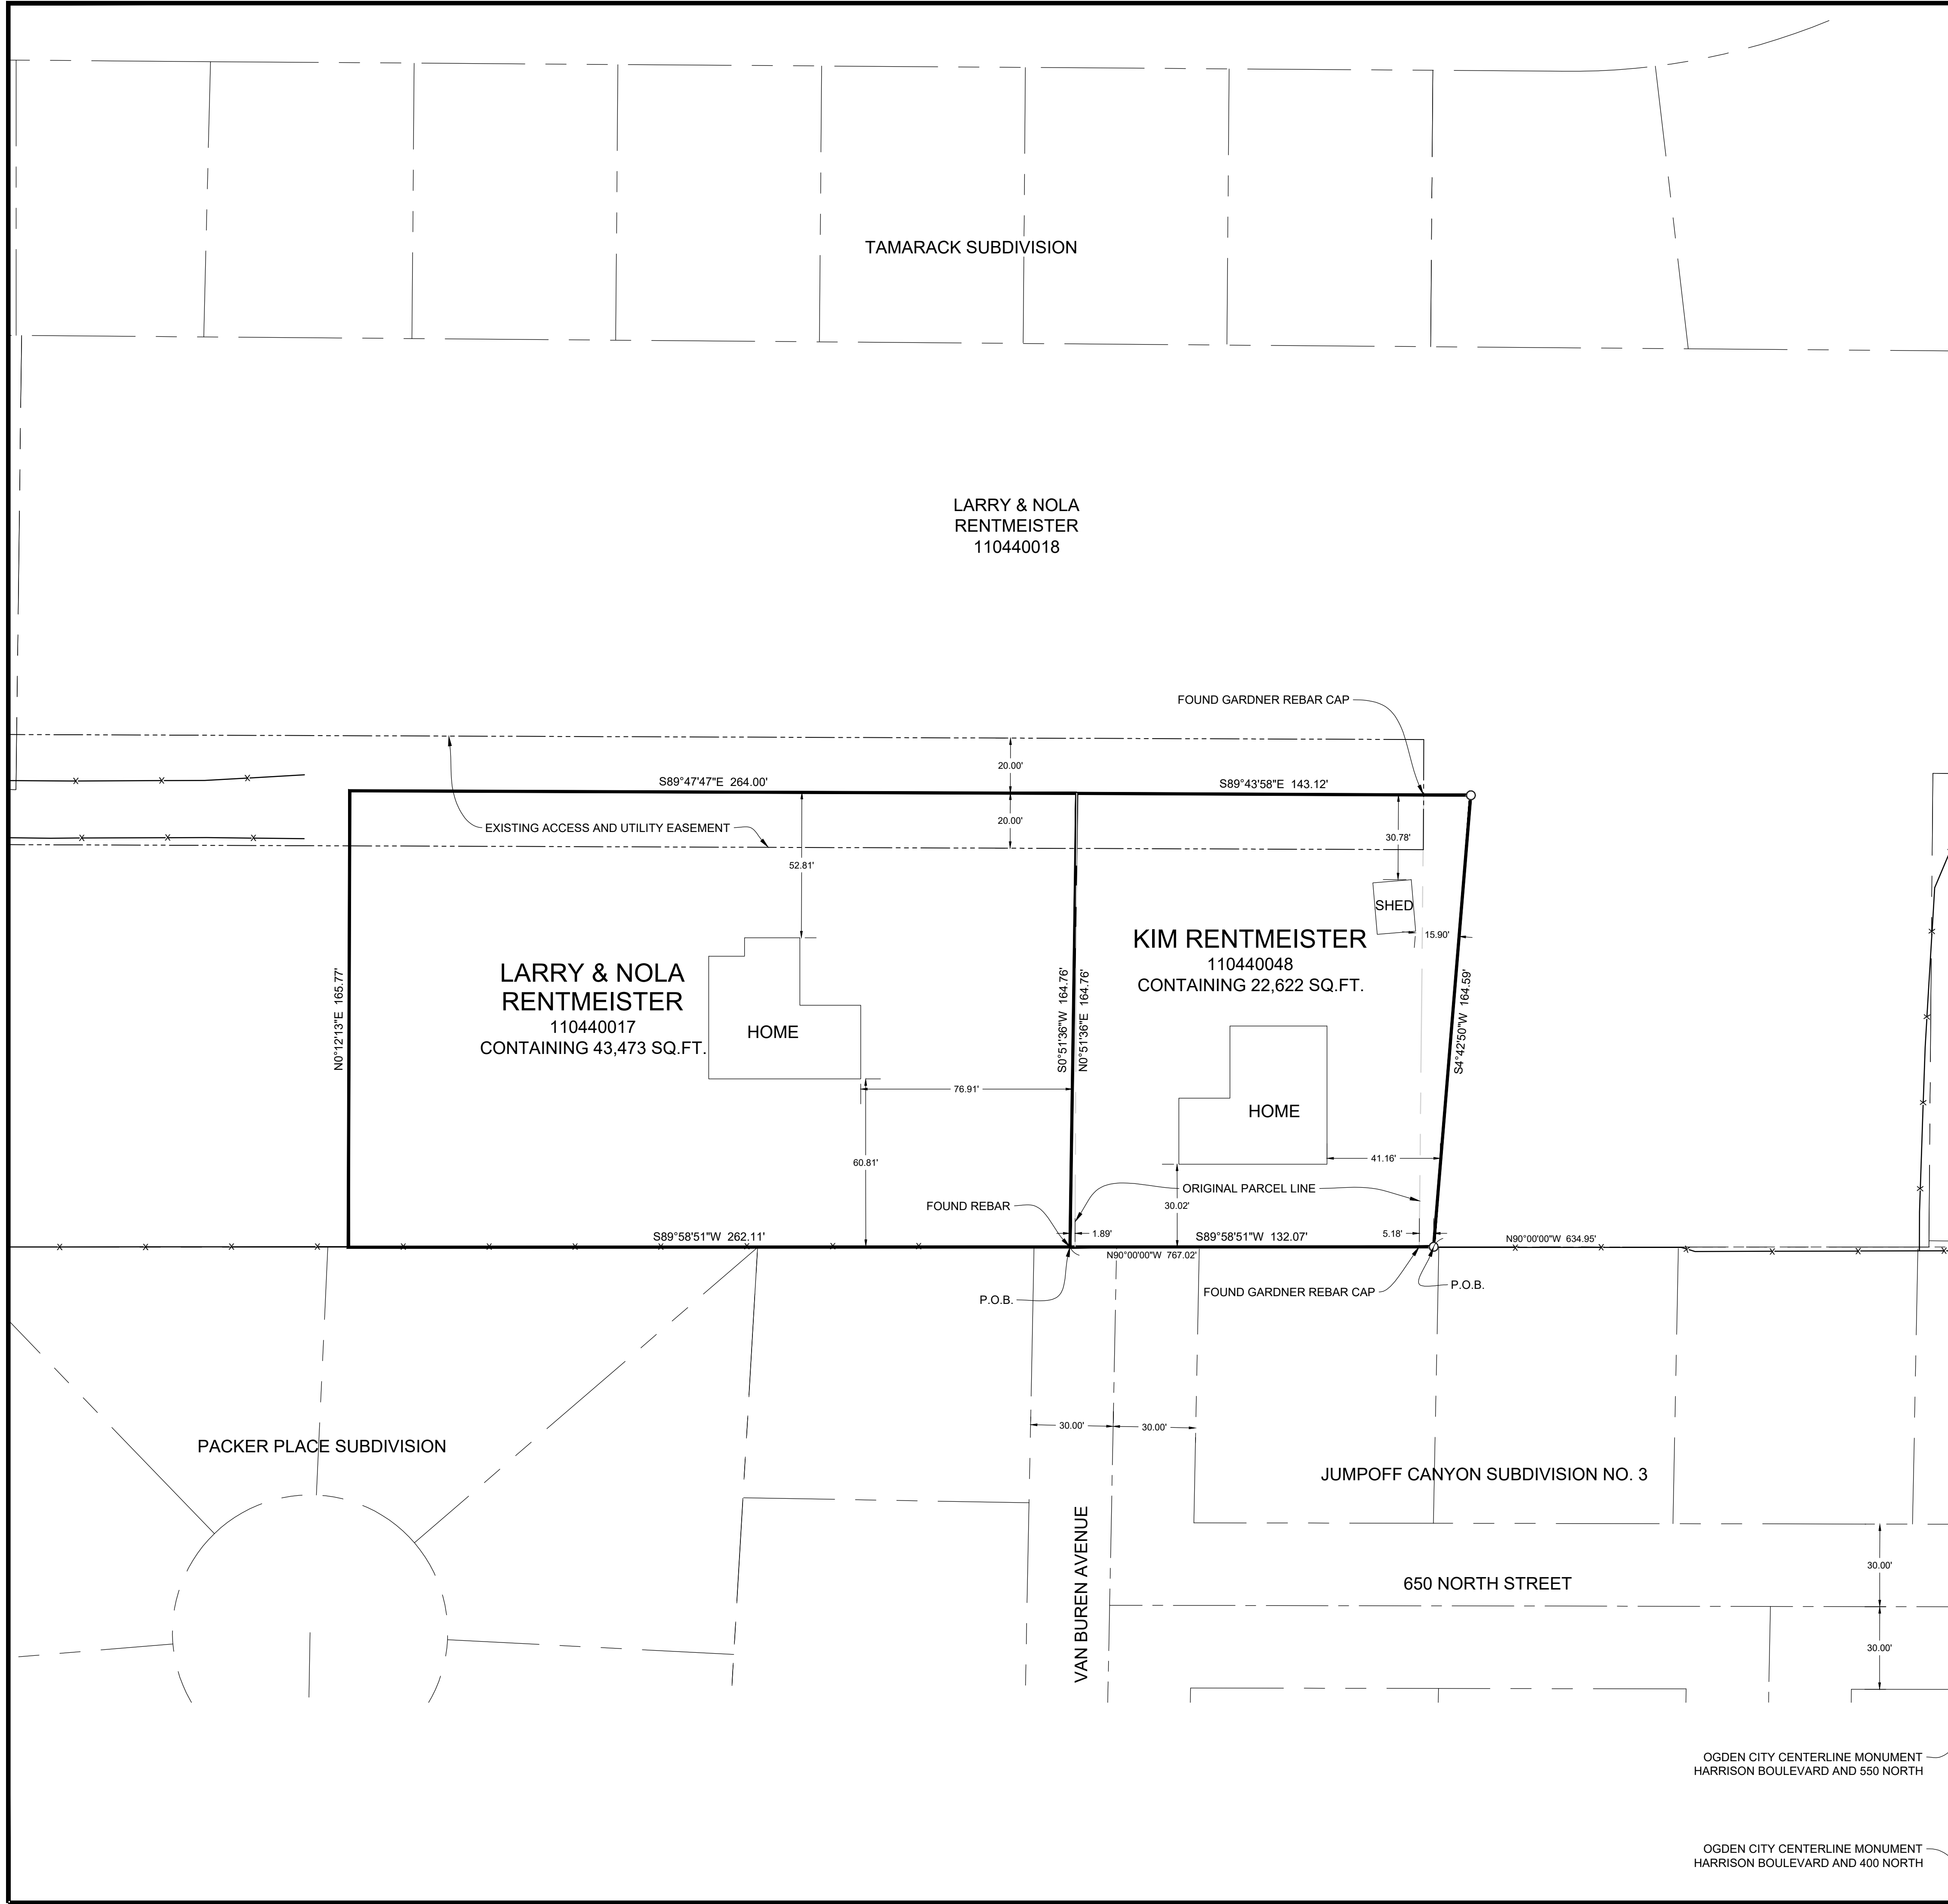 TAMARACK SUBDIVISION
LARRY & NOLA
RENTMEISTER
110440018
FOUND GARDNER REBAR CAP
20.00'
S89°47'47"E 264.00'
S89°43'58"E 143.12'
20.00'
EXISTING ACCESS AND UTILITY EASEMENT
30.78'
52.81'
SHED
15.90'
KIM RENTMEISTER
110440048
CONTAINING 22,622 SQ.FT.
LARRY & NOLA
RENTMEISTER
110440017
CONTAINING 43,473 SQ.FT.
HOME
N0°12'13"E 165.77'
S0°51'36"W 164.76'
N0°51'36"E 164.76'
S4°42'50"W 164.59'
76.91'
HOME
60.81'
41.16'
ORIGINAL PARCEL LINE
FOUND REBAR
30.02'
S89°58'51"W 262.11'
1.89'
S89°58'51"W 132.07'
5.18'
N90°00'00"W 634.95'
N90°00'00"W 767.02'
P.O.B.
FOUND GARDNER REBAR CAP
P.O.B.
30.00'
30.00'
PACKER PLACE SUBDIVISION
JUMPOFF CANYON SUBDIVISION NO. 3
VAN BUREN AVENUE
30.00'
650 NORTH STREET
30.00'
OGDEN CITY CENTERLINE MONUMENT
HARRISON BOULEVARD AND 550 NORTH
OGDEN CITY CENTERLINE MONUMENT
HARRISON BOULEVARD AND 400 NORTH